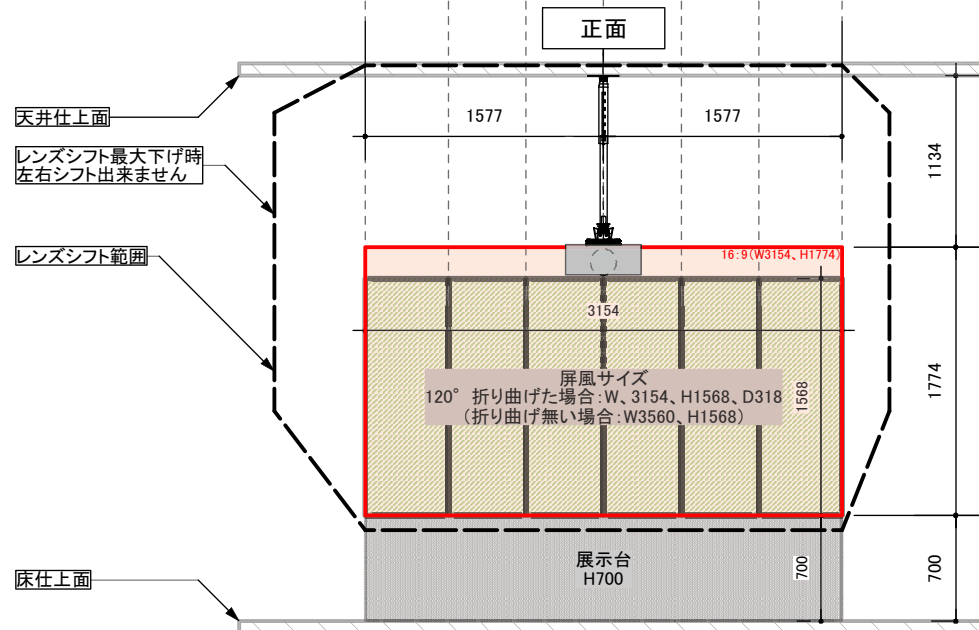 正面
天井仕上面
1577
1577
1134
レンズシフト最大下げ時
左右シフト出来ません
レンズシフト範囲
16:9(W3154、H1774)
3154
屏風サイズ
120° 折り曲げた場合:W、3154、H1568、D318
(折り曲げ無い場合:W3560、H1568)
1568
1774
展示台
H700
700
700
床仕上面